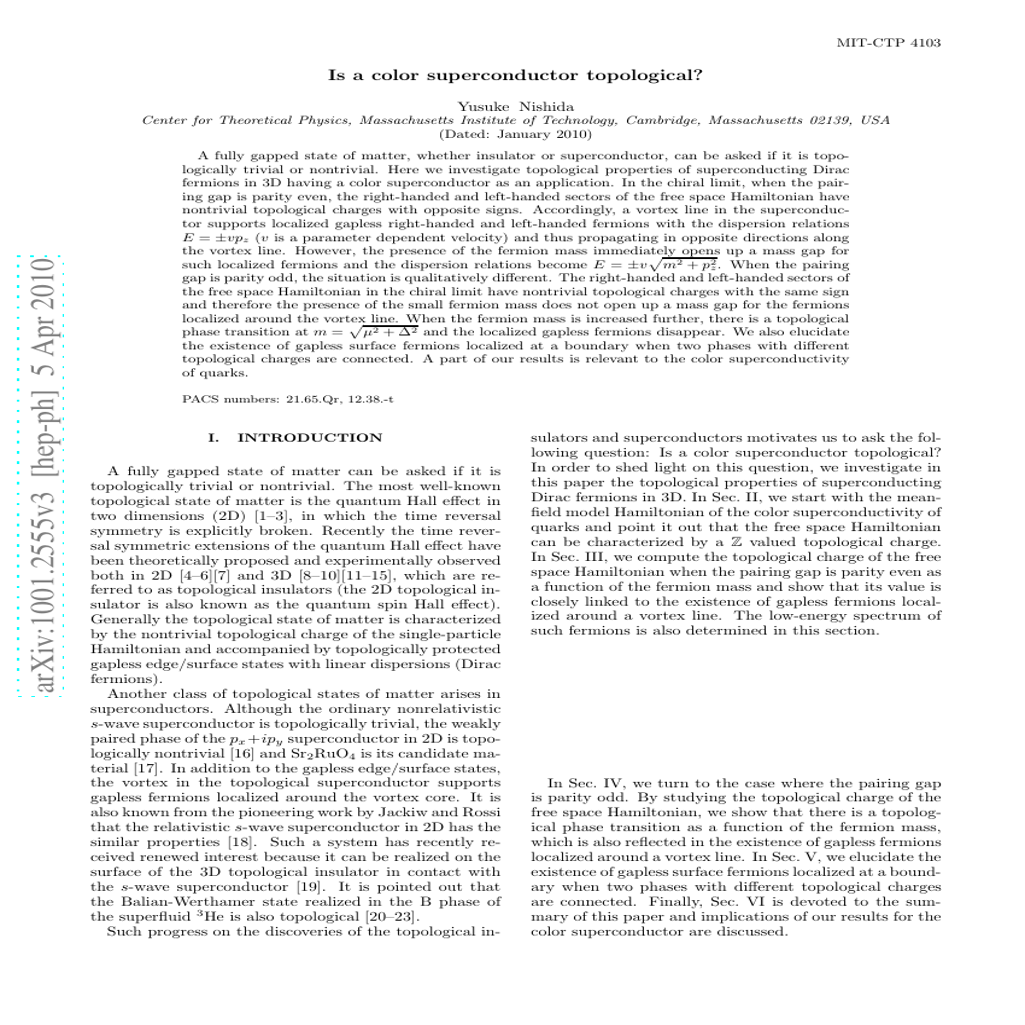 MIT-CTP 4103
Is a color superconductor topological?
Yusuke Nishida
Center for Theoretical Physics, Massachusetts Institute of Technology, Cambridge, Massachusetts 02139, USA
(Dated: January 2010)
A fully gapped state of matter, whether insulator or superconductor, can be asked if it is topo-
logically trivial or nontrivial. Here we investigate topological properties of superconducting Dirac
fermions in 3D having a color superconductor as an application. In the chiral limit, when the pair-
ing gap is parity even, the right-handed and left-handed sectors of the free space Hamiltonian have
nontrivial topological charges with opposite signs. Accordingly, a vortex line in the superconduc-
tor supports localized gapless right-handed and left-handed fermions with the dispersion relations
E = ±vp_z (v is a parameter dependent velocity) and thus propagating in opposite directions along
the vortex line. However, the presence of the fermion mass immediately opens up a mass gap for
such localized fermions and the dispersion relations become E = ±v√(m² + p_z²). When the pairing
gap is parity odd, the situation is qualitatively different. The right-handed and left-handed sectors of
the free space Hamiltonian in the chiral limit have nontrivial topological charges with the same sign
and therefore the presence of the small fermion mass does not open up a mass gap for the fermions
localized around the vortex line. When the fermion mass is increased further, there is a topological
phase transition at m = √(μ² + Δ²) and the localized gapless fermions disappear. We also elucidate
the existence of gapless surface fermions localized at a boundary when two phases with different
topological charges are connected. A part of our results is relevant to the color superconductivity
of quarks.
PACS numbers: 21.65.Qr, 12.38.-t
arXiv:1001.2555v3 [hep-ph] 5 Apr 2010
I. INTRODUCTION
A fully gapped state of matter can be asked if it is
topologically trivial or nontrivial. The most well-known
topological state of matter is the quantum Hall effect in
two dimensions (2D) [1–3], in which the time reversal
symmetry is explicitly broken. Recently the time rever-
sal symmetric extensions of the quantum Hall effect have
been theoretically proposed and experimentally observed
both in 2D [4–6][7] and 3D [8–10][11–15], which are re-
ferred to as topological insulators (the 2D topological in-
sulator is also known as the quantum spin Hall effect).
Generally the topological state of matter is characterized
by the nontrivial topological charge of the single-particle
Hamiltonian and accompanied by topologically protected
gapless edge/surface states with linear dispersions (Dirac
fermions).
Another class of topological states of matter arises in
superconductors. Although the ordinary nonrelativistic
s-wave superconductor is topologically trivial, the weakly
paired phase of the p_x+ip_y superconductor in 2D is topo-
logically nontrivial [16] and Sr₂RuO₄ is its candidate ma-
terial [17]. In addition to the gapless edge/surface states,
the vortex in the topological superconductor supports
gapless fermions localized around the vortex core. It is
also known from the pioneering work by Jackiw and Rossi
that the relativistic s-wave superconductor in 2D has the
similar properties [18]. Such a system has recently re-
ceived renewed interest because it can be realized on the
surface of the 3D topological insulator in contact with
the s-wave superconductor [19]. It is pointed out that
the Balian-Werthamer state realized in the B phase of
the superfluid ³He is also topological [20–23].
Such progress on the discoveries of the topological in-
sulators and superconductors motivates us to ask the fol-
lowing question: Is a color superconductor topological?
In order to shed light on this question, we investigate in
this paper the topological properties of superconducting
Dirac fermions in 3D. In Sec. II, we start with the mean-
field model Hamiltonian of the color superconductivity of
quarks and point it out that the free space Hamiltonian
can be characterized by a ℤ valued topological charge.
In Sec. III, we compute the topological charge of the free
space Hamiltonian when the pairing gap is parity even as
a function of the fermion mass and show that its value is
closely linked to the existence of gapless fermions local-
ized around a vortex line. The low-energy spectrum of
such fermions is also determined in this section.
In Sec. IV, we turn to the case where the pairing gap
is parity odd. By studying the topological charge of the
free space Hamiltonian, we show that there is a topolog-
ical phase transition as a function of the fermion mass,
which is also reflected in the existence of gapless fermions
localized around a vortex line. In Sec. V, we elucidate the
existence of gapless surface fermions localized at a bound-
ary when two phases with different topological charges
are connected. Finally, Sec. VI is devoted to the sum-
mary of this paper and implications of our results for the
color superconductor are discussed.